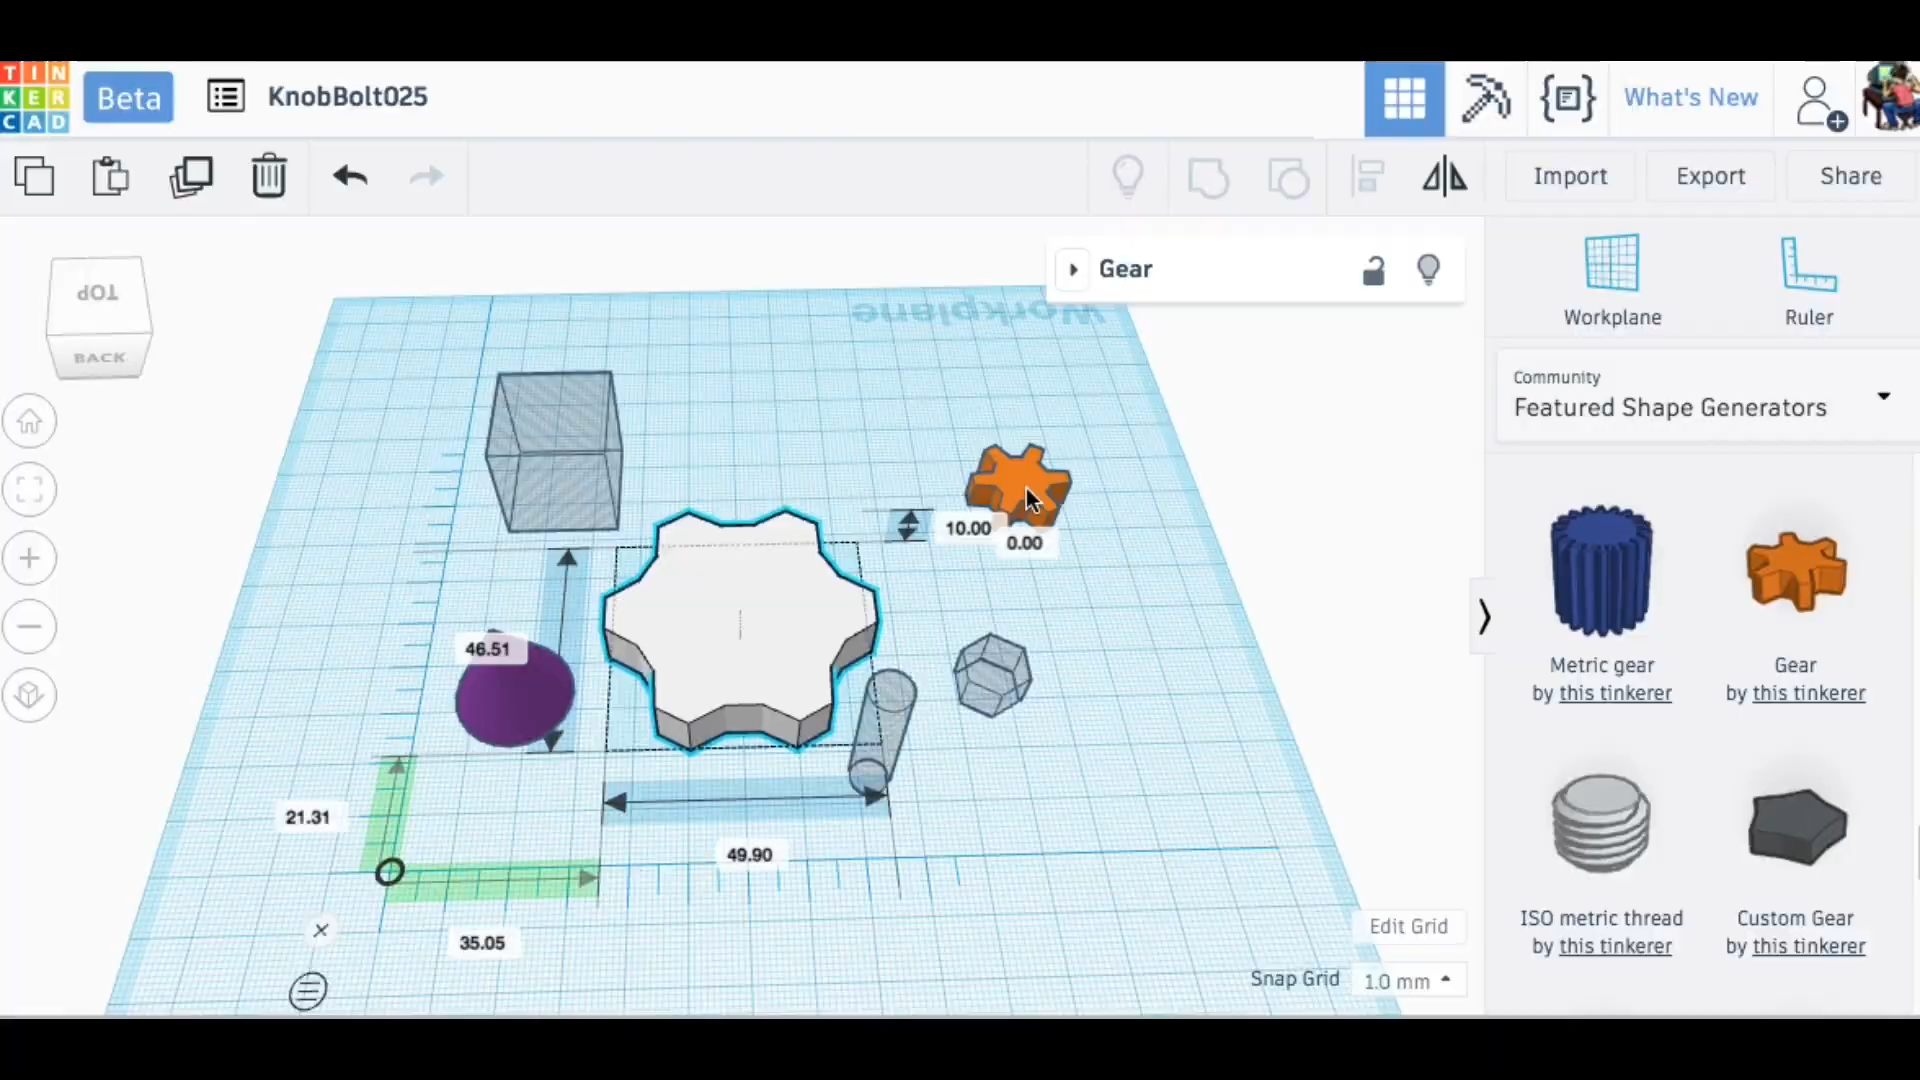 TIN
KER
CAD
Beta
KnobBolt025
What's New
Import
Export
Share
TOP
BACK
Workplane
Gear
Workplane
Ruler
Community
Featured Shape Generators
10.00
0.00
46.51
21.31
49.90
35.05
Metric gear
by this tinkerer
Gear
by this tinkerer
ISO metric thread
by this tinkerer
Custom Gear
by this tinkerer
Edit Grid
Snap Grid
1.0 mm